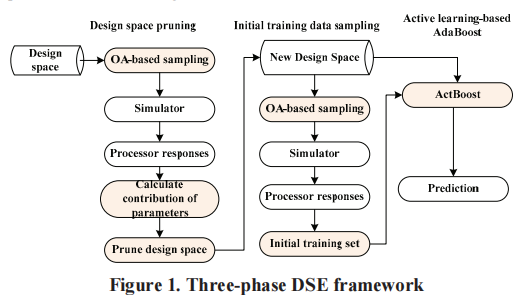 Design space pruning
Initial training data sampling
Active learning-based
AdaBoost
Design
space
OA-based sampling
Simulator
Processor responses
Calculate
contribution of
parameters
Prune design space
New Design Space
OA-based sampling
Simulator
Processor responses
Initial training set
ActBoost
Prediction
Figure 1. Three-phase DSE framework